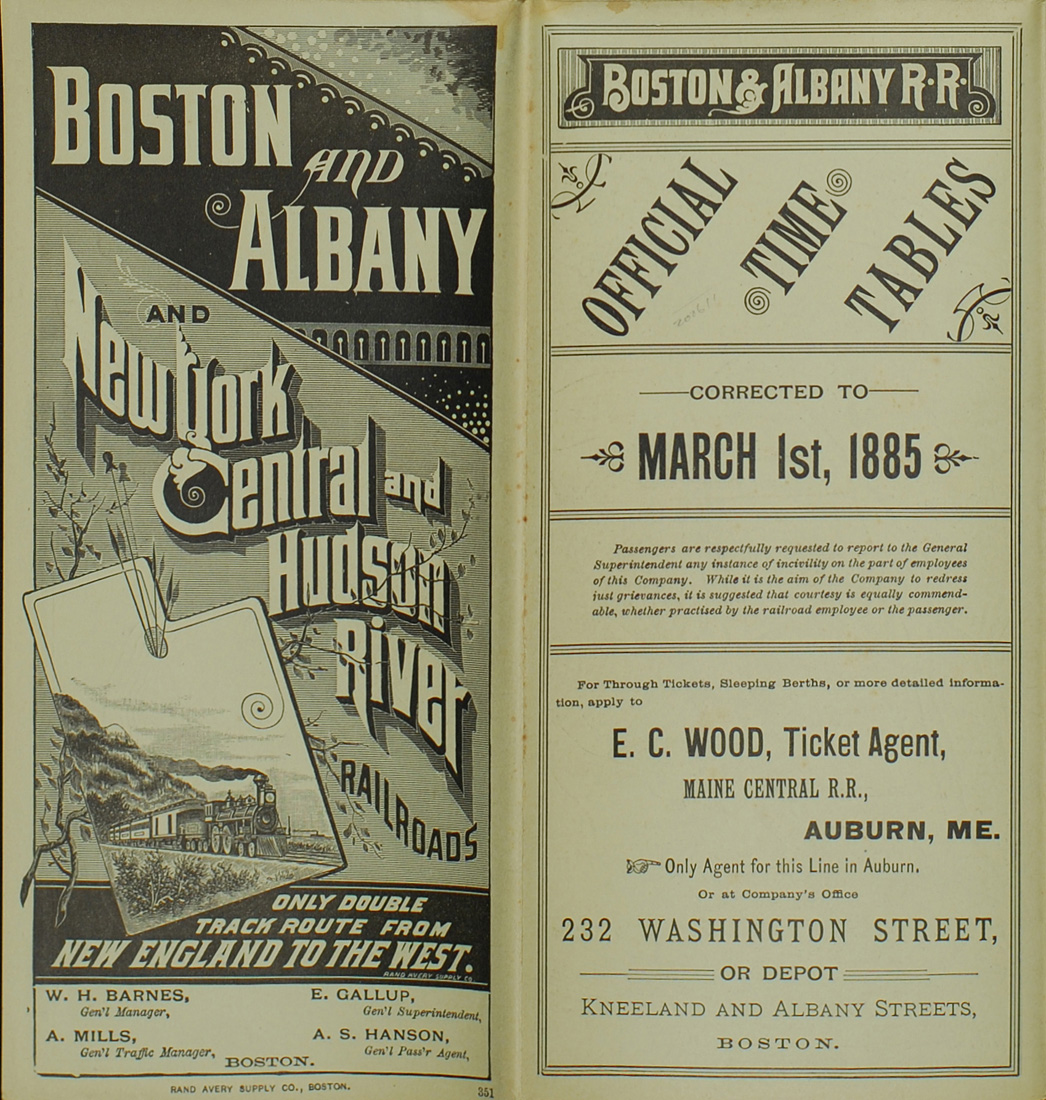 BOSTON
AND
ALBANY
AND
New York
Central and
Hudson
River
RAILROADS
ONLY DOUBLE
TRACK ROUTE FROM
NEW ENGLAND TO THE WEST.
RAND AVERY SUPPLY CO.
W. H. BARNES,
Gen'l Manager,
E. GALLUP,
Gen'l Superintendent,
A. MILLS,
Gen'l Traffic Manager,
A. S. HANSON,
Gen'l Pass'r Agent,
BOSTON.
RAND AVERY SUPPLY CO., BOSTON.
351
BOSTON & ALBANY R.R.
OFFICIAL
TIME
TABLES
CORRECTED TO
MARCH 1st, 1885
Passengers are respectfully requested to report to the General
Superintendent any instance of incivility on the part of employees
of this Company. While it is the aim of the Company to redress
just grievances, it is suggested that courtesy is equally commend-
able, whether practised by the railroad employee or the passenger.
For Through Tickets, Sleeping Berths, or more detailed informa-
tion, apply to
E. C. WOOD, Ticket Agent,
MAINE CENTRAL R.R.,
AUBURN, ME.
☞ Only Agent for this Line in Auburn.
Or at Company's Office
232 WASHINGTON STREET,
OR DEPOT
KNEELAND AND ALBANY STREETS,
BOSTON.